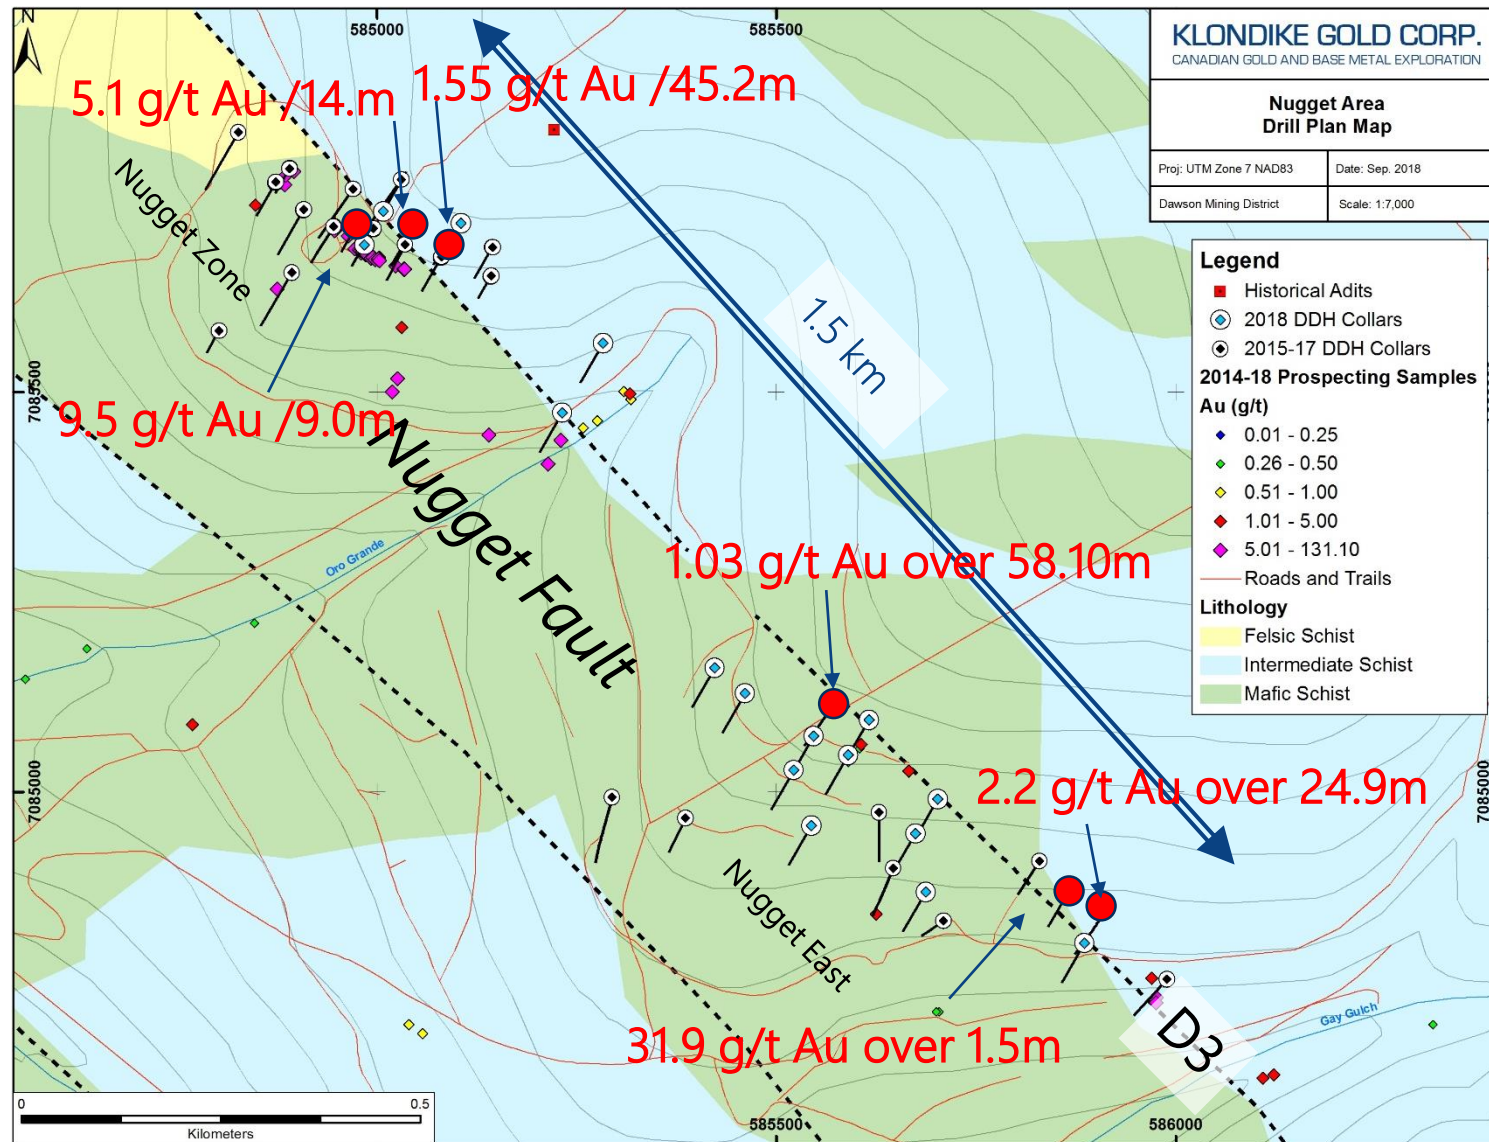 N
585000
585500
KLONDIKE GOLD CORP.
CANADIAN GOLD AND BASE METAL EXPLORATION
Nugget Area
Drill Plan Map
Proj: UTM Zone 7 NAD83
Date: Sep. 2018
Dawson Mining District
Scale: 1:7,000
5.1 g/t Au /14.m
1.55 g/t Au /45.2m
Nugget Zone
1.5 km
7085500
9.5 g/t Au /9.0m
Nugget Fault
Legend
Historical Adits
2018 DDH Collars
2015-17 DDH Collars
2014-18 Prospecting Samples
Au (g/t)
0.01 - 0.25
0.26 - 0.50
0.51 - 1.00
1.01 - 5.00
5.01 - 131.10
Roads and Trails
Lithology
Felsic Schist
Intermediate Schist
Mafic Schist
Oro Grande
1.03 g/t Au over 58.10m
7085000
2.2 g/t Au over 24.9m
7085000
Nugget East
31.9 g/t Au over 1.5m
D3
Gay Gulch
0
0.5
Kilometers
585500
586000